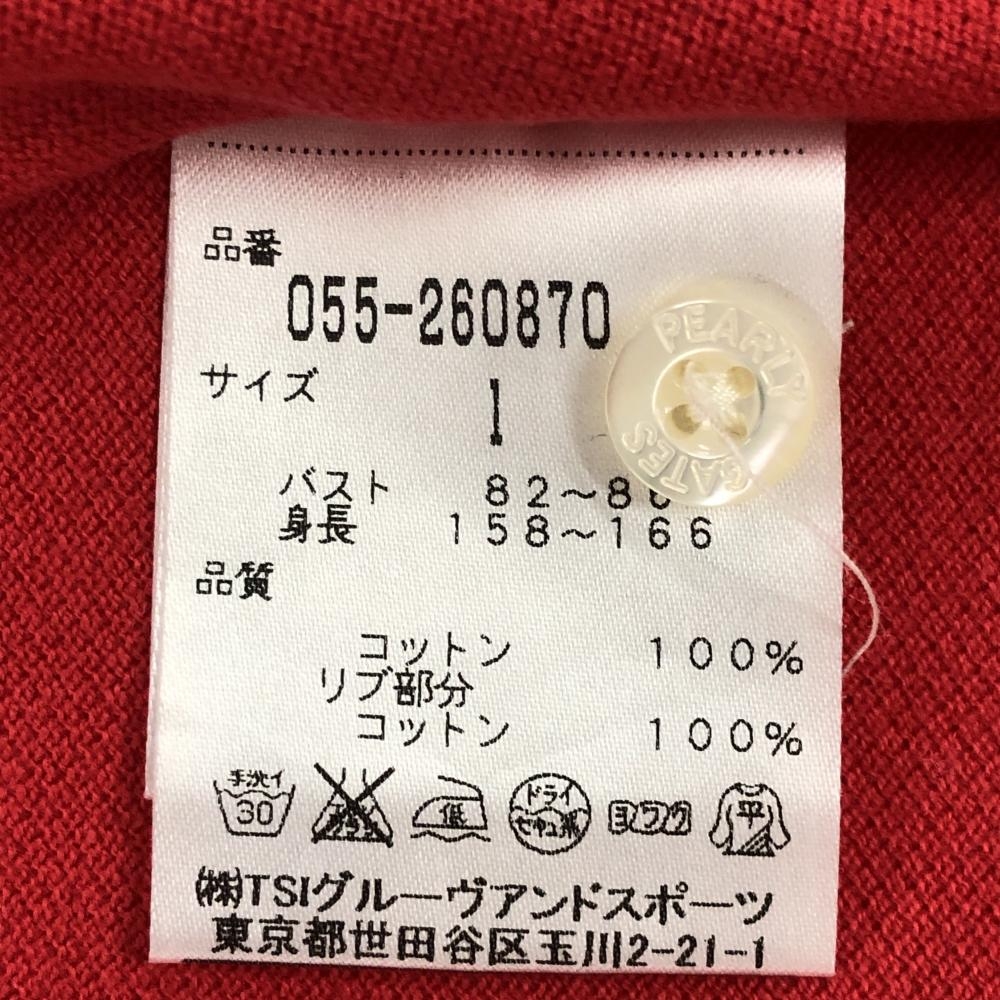 品番
055-260870
サイズ 1
バスト 82〜86
身長 158〜166
品質
コットン 100%
リブ部分
コットン 100%
手洗イ 30 低 ドライ セキユ系 ヨワク 平
㈱TSIグルーヴアンドスポーツ
東京都世田谷区玉川2-21-1
PEARLY GATES